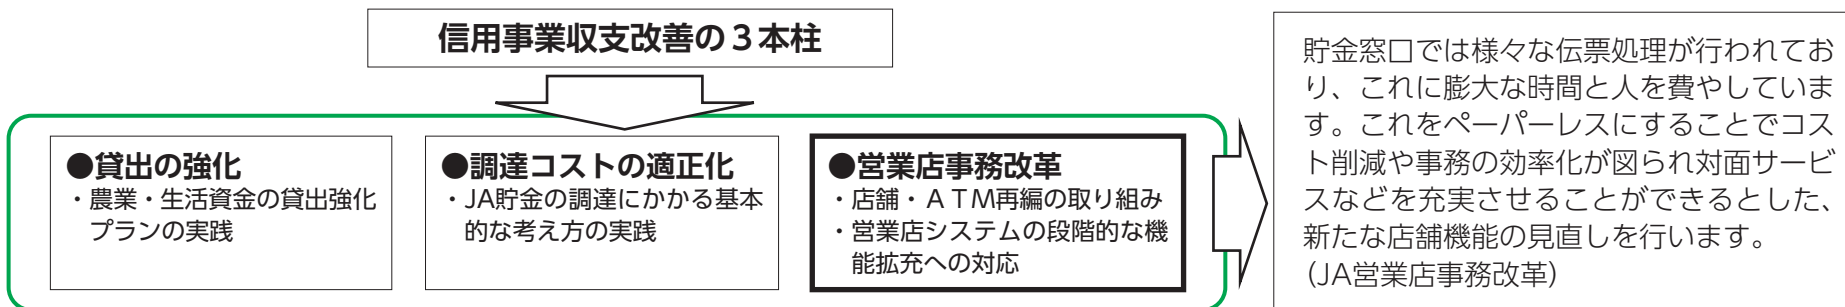 信用事業収支改善の3本柱
●貸出の強化
・農業・生活資金の貸出強化
プランの実践
●調達コストの適正化
・JA貯金の調達にかかる基本
的な考え方の実践
●営業店事務改革
・店舗・ＡＴＭ再編の取り組み
・営業店システムの段階的な機
能拡充への対応
貯金窓口では様々な伝票処理が行われてお
り、これに膨大な時間と人を費やしていま
す。これをペーパーレスにすることでコス
ト削減や事務の効率化が図られ対面サービ
スなどを充実させることができるとした、
新たな店舗機能の見直しを行います。
（JA営業店事務改革）